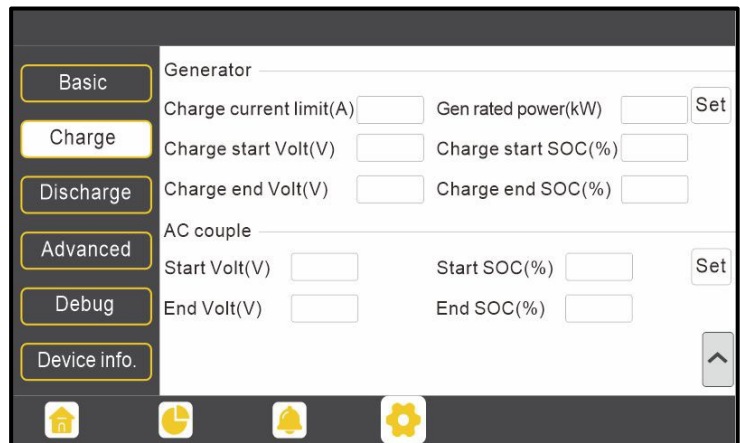 Basic
Charge
Discharge
Advanced
Debug
Device info.
Generator
Charge current limit(A) Gen rated power(kW) Set
Charge start Volt(V) Charge start SOC(%)
Charge end Volt(V) Charge end SOC(%)
AC couple
Start Volt(V) Start SOC(%) Set
End Volt(V) End SOC(%)